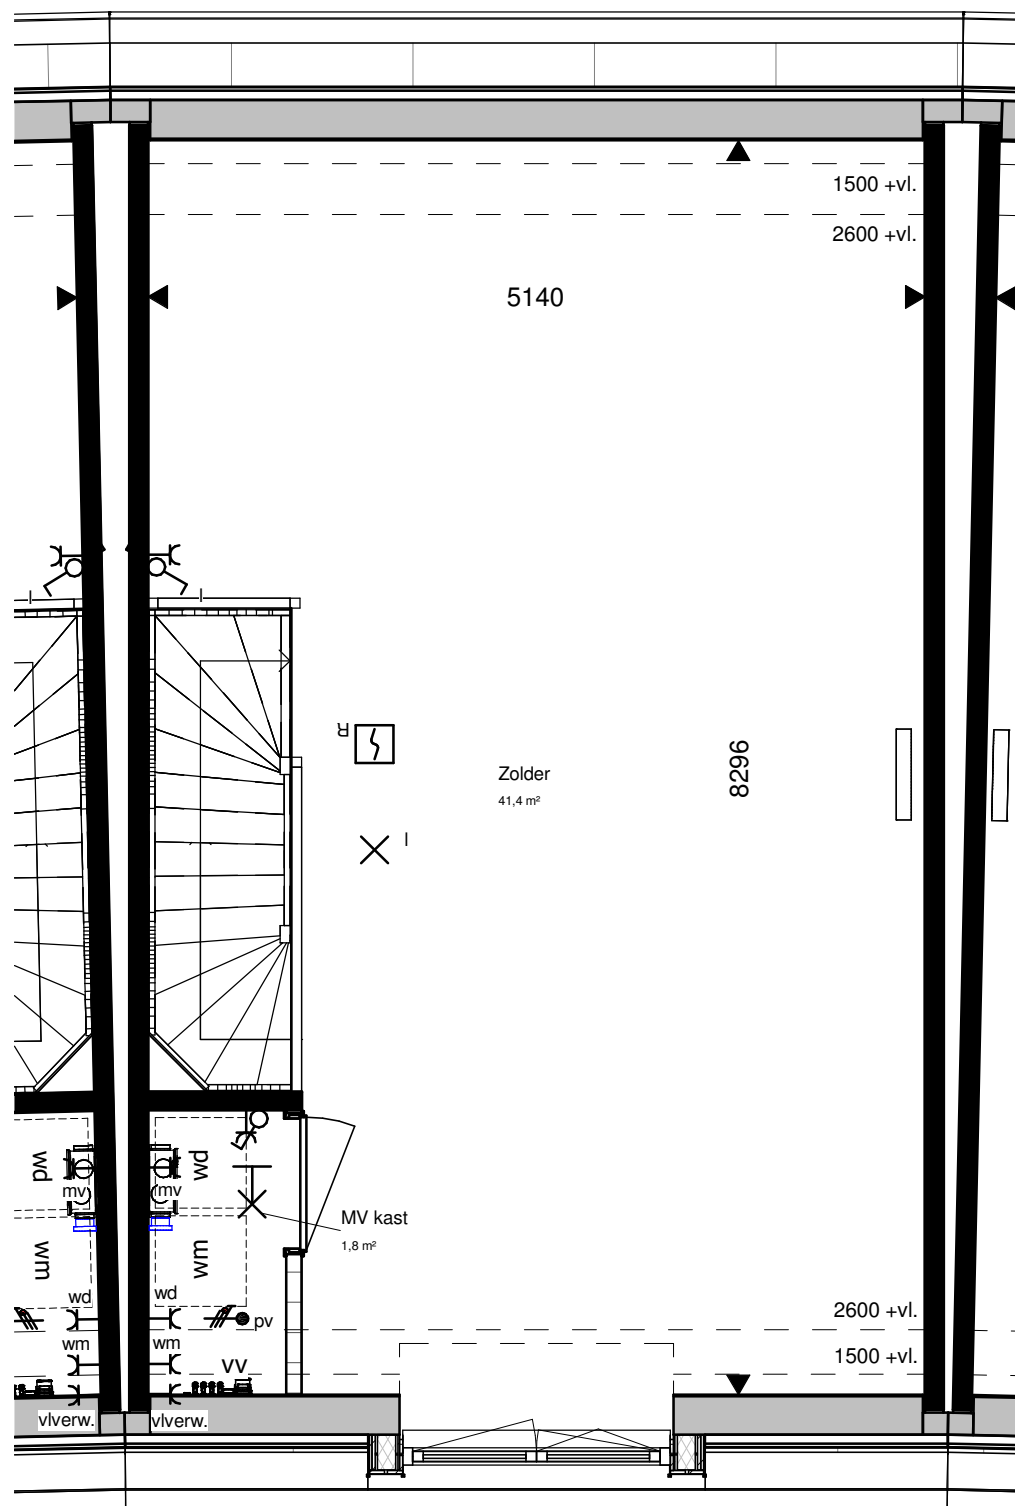 1500 +vl.
2600 +vl.
5140
R
Zolder
41,4 m²
8296
l
l
l
wd
wd
mv
mv
MV kast
1,8 m²
wm
wm
wd
wd
pv
2600 +vl.
wm
wm
1500 +vl.
vv
vlverw.
vlverw.